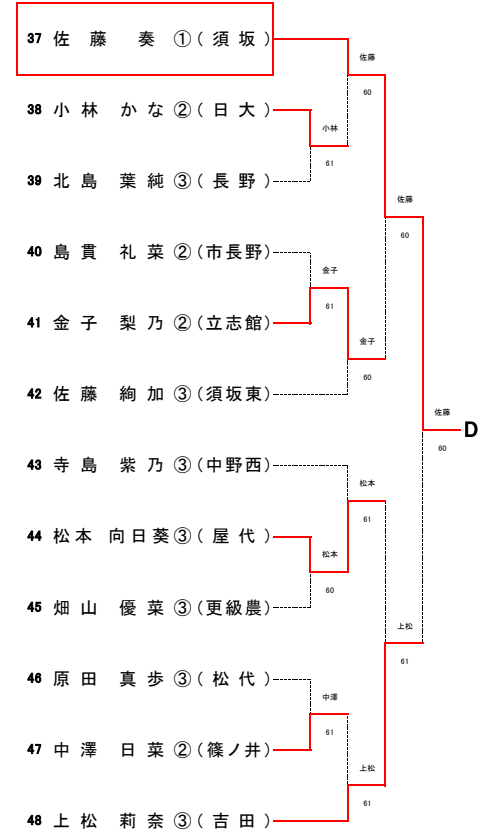 37 佐 藤 奏 ①( 須 坂 )
佐藤
60
38 小 林 か な ②( 日 大 )
小林
61
39 北 島 葉 純 ③( 長 野 )
佐藤
60
40 島 貫 礼 菜 ②(市長野)
金子
61
41 金 子 梨 乃 ②(立志館)
金子
60
42 佐 藤 絢 加 ③(須坂東)
佐藤
D
60
43 寺 島 紫 乃 ③(中野西)
松本
61
44 松本 向日葵③( 屋 代 )
松本
60
45 畑 山 優 菜 ③(更級農)
上松
61
46 原 田 真 歩 ③( 松 代 )
中澤
61
47 中 澤 日 菜 ②(篠ノ井)
上松
61
48 上 松 莉 奈 ③( 吉 田 )